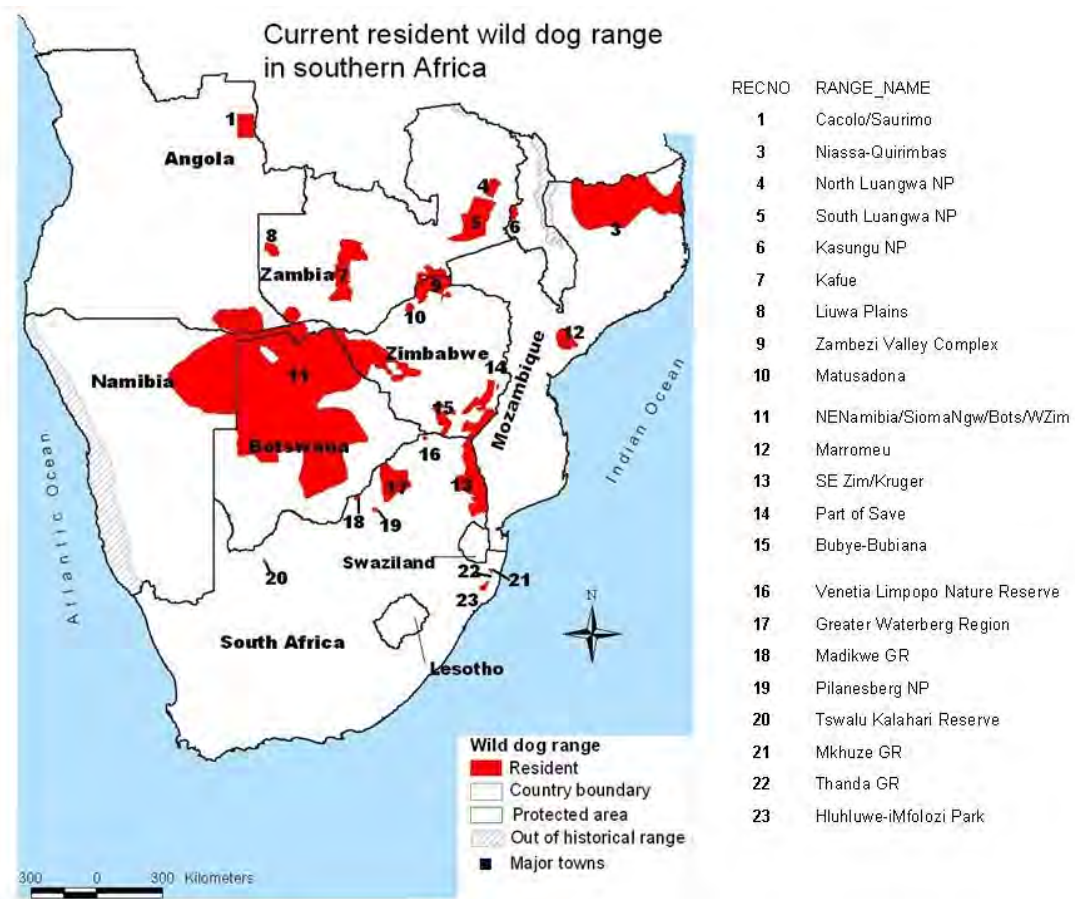 Current resident wild dog range
in southern Africa
RECNO RANGE_NAME
1 Cacolo/Saurimo
3 Niassa-Quirimbas
4 North Luangwa NP
5 South Luangwa NP
6 Kasungu NP
7 Kafue
8 Liuwa Plains
9 Zambezi Valley Complex
10 Matusadona
11 NENamibia/SiomaNgw/Bots/WZim
12 Marromeu
13 SE Zim/Kruger
14 Part of Save
15 Bubye-Bubiana
16 Venetia Limpopo Nature Reserve
17 Greater Waterberg Region
18 Madikwe GR
19 Pilanesberg NP
20 Tswalu Kalahari Reserve
21 Mkhuze GR
22 Thanda GR
23 Hluhluwe-iMfolozi Park
1
Angola
4
5
6
3
8
Zambia
7
9
10
12
Zimbabwe
Mozambique
Namibia
11
14
15
Botswana
16
17
13
18
19
Swaziland
20
22
21
23
South Africa
Lesotho
N
Atlantic Ocean
Indian Ocean
Wild dog range
Resident
Country boundary
Protected area
Out of historical range
Major towns
300 0 300 Kilometers